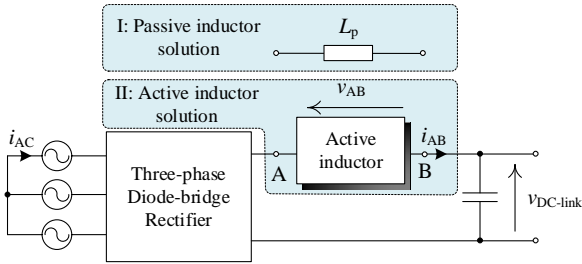 I: Passive inductor
solution
Lp
II: Active inductor
solution
vAB
iAC
Three-phase
Diode-bridge
Rectifier
A
Active
inductor
iAB
B
vDC-link